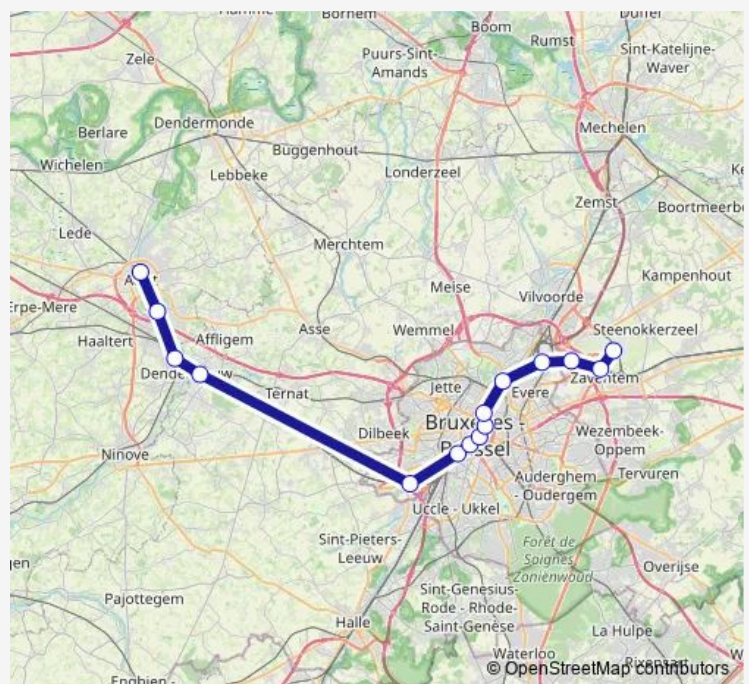 Hamme
Bornem
Duffel
Boom
Rumst
Zele
Puurs-Sint-
Amands
Sint-Katelijne-
Waver
Berlare
Dendermonde
Mechelen
Buggenhout
Wichelen
Lebbeke
Londerzeel
Zemst
Boortmeerb
Lede
Merchtem
Kampenhout
Meise
Vilvoorde
Erpe-Mere
Steenokkerzeel
Haaltert
Affligem
Asse
Wemmel
Zaventem
Ternat
Jette
Evere
Dilbeek
Wezembeek-
Oppem
Ninove
Auderghem
- Oudergem
Tervuren
Uccle - Ukkel
Sint-Pieters-
Leeuw
Forêt de
Soignes -
Zoniënwoud
Overijse
Pajottegem
Sint-Genesius-
Rode - Rhode-
Saint-Genèse
Halle
La Hulpe
Waterloo
Enghien -
© OpenStreetMap contributors